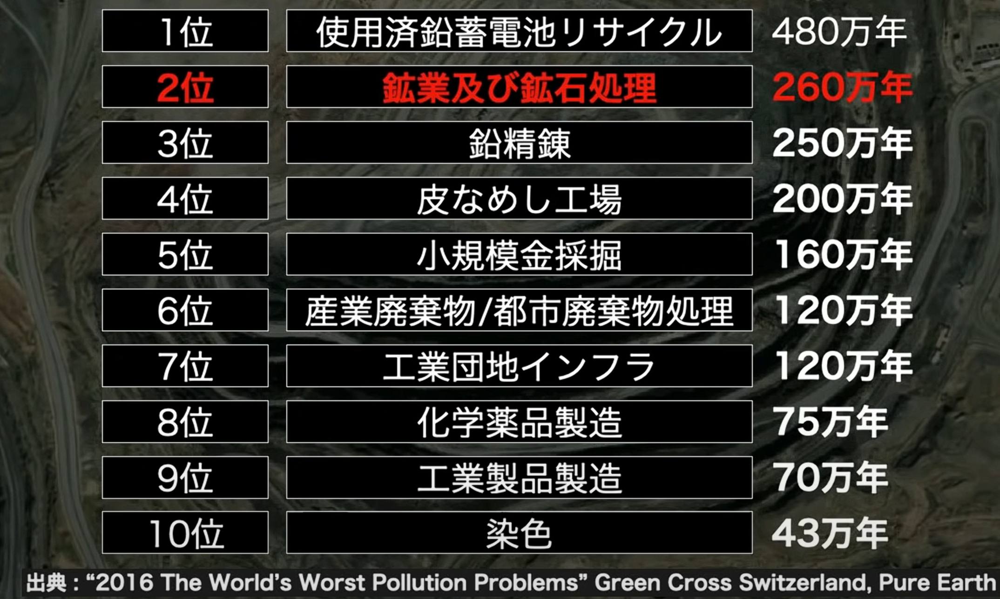 1位 使用済鉛蓄電池リサイクル 480万年
2位 鉱業及び鉱石処理 260万年
3位 鉛精錬 250万年
4位 皮なめし工場 200万年
5位 小規模金採掘 160万年
6位 産業廃棄物/都市廃棄物処理 120万年
7位 工業団地インフラ 120万年
8位 化学薬品製造 75万年
9位 工業製品製造 70万年
10位 染色 43万年
出典：“2016 The World’s Worst Pollution Problems” Green Cross Switzerland, Pure Earth